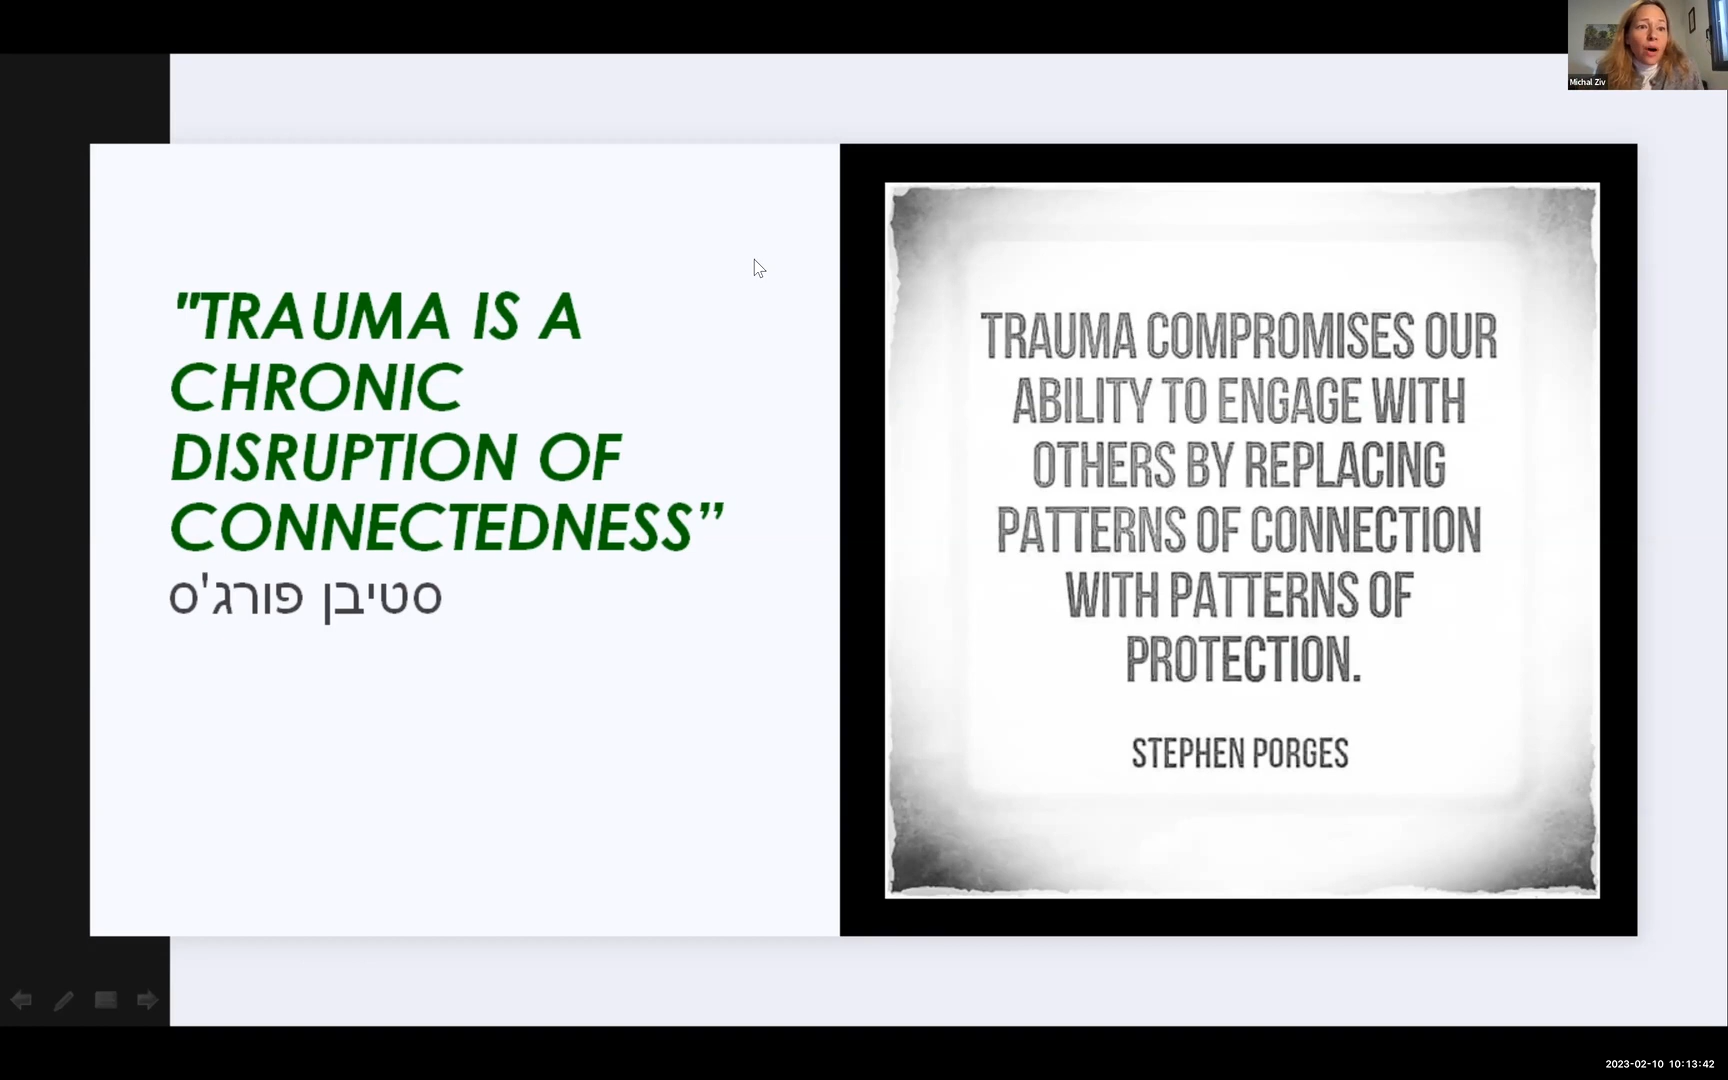 Michal Ziv
"TRAUMA IS A
CHRONIC
DISRUPTION OF
CONNECTEDNESS”
סטיבן פורג'ס
TRAUMA COMPROMISES OUR
ABILITY TO ENGAGE WITH
OTHERS BY REPLACING
PATTERNS OF CONNECTION
WITH PATTERNS OF
PROTECTION.
STEPHEN PORGES
2023-02-10 10:13:42